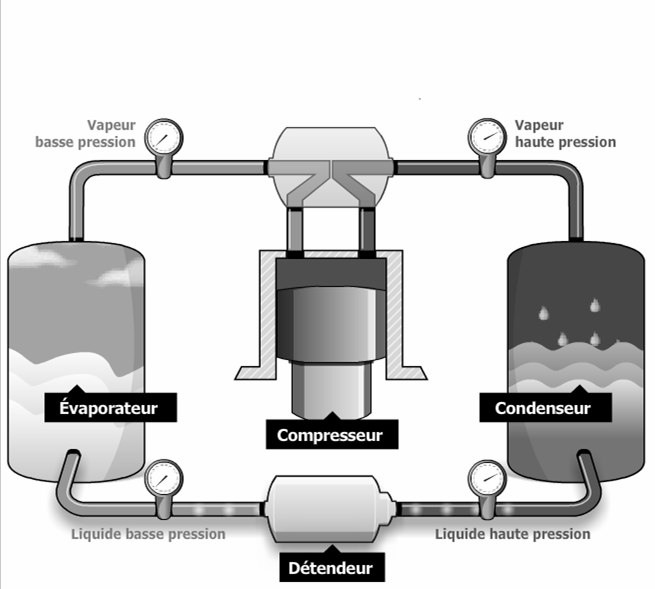 Vapeur
basse pression
Vapeur
haute pression
Évaporateur
Condenseur
Compresseur
Liquide basse pression
Liquide haute pression
Détendeur